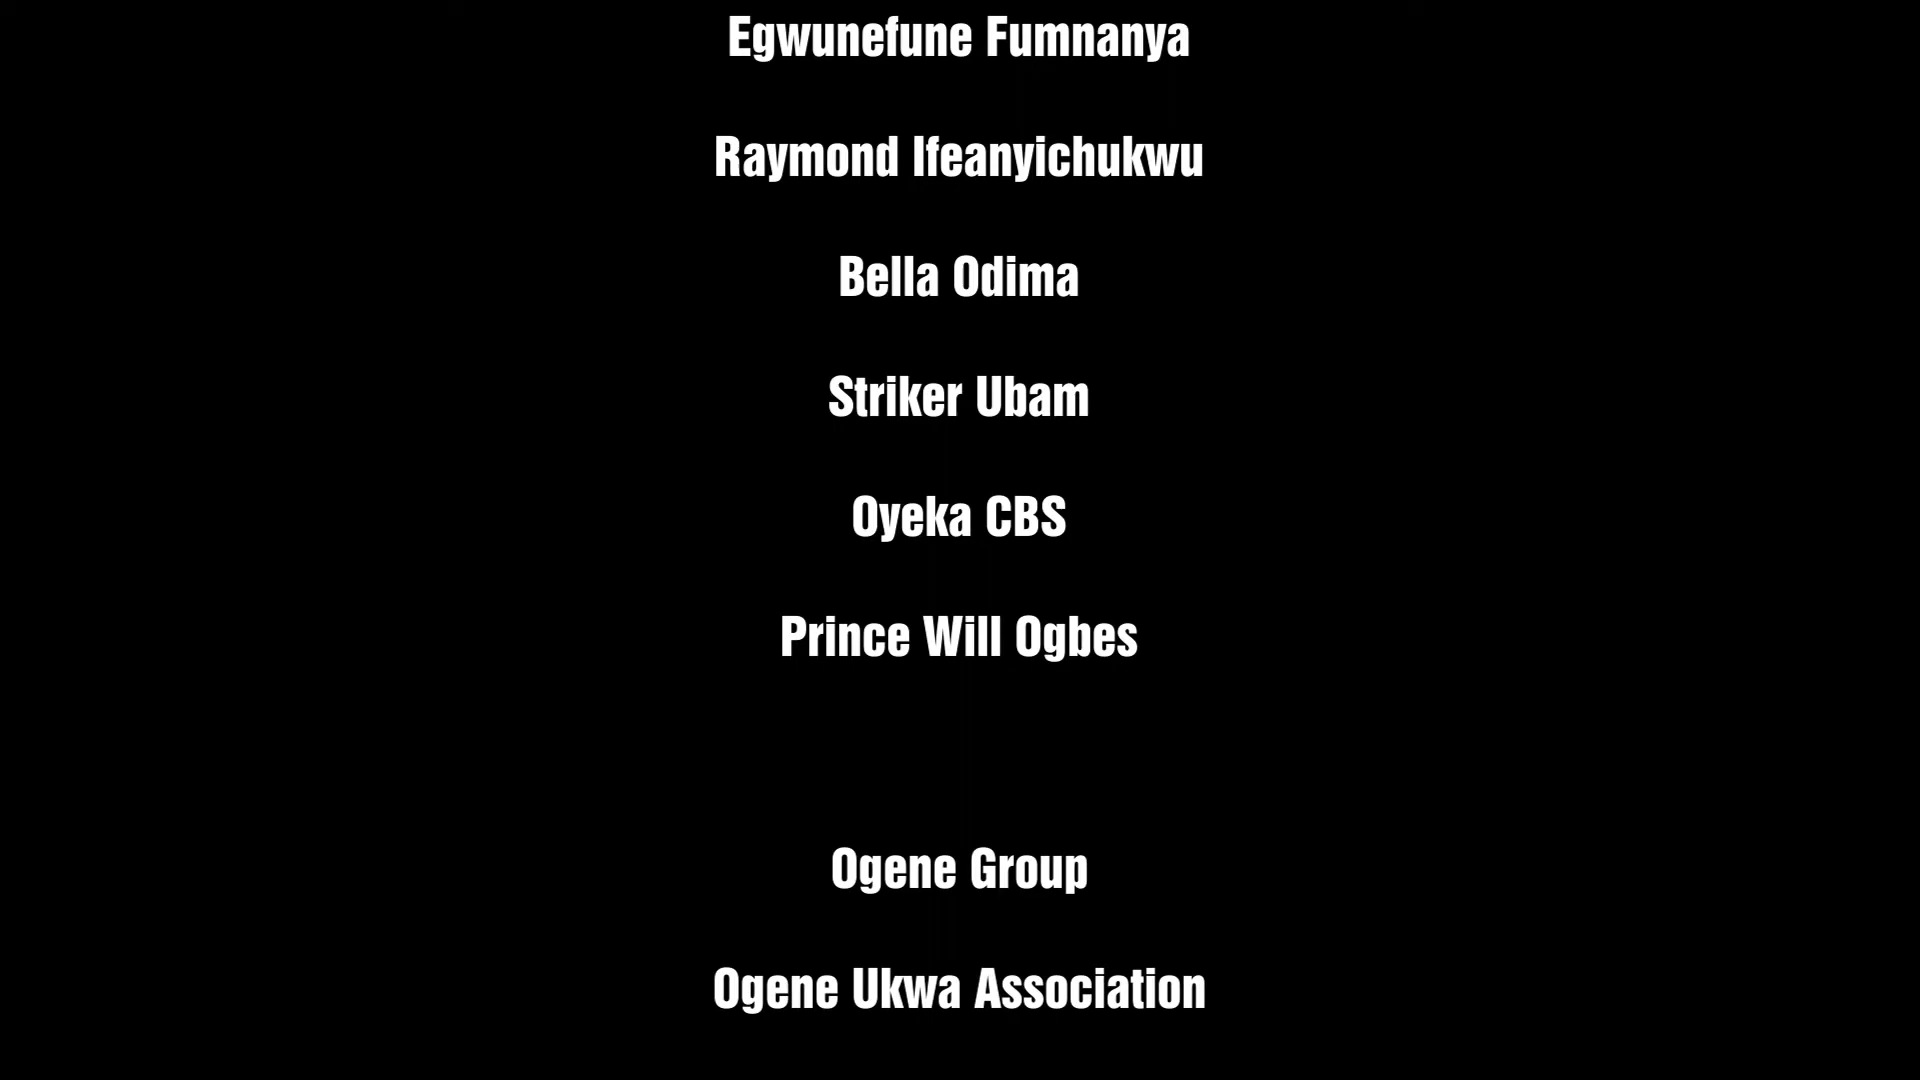 Egwunefune Fumnanya
Raymond Ifeanyichukwu
Bella Odima
Striker Ubam
Oyeka CBS
Prince Will Ogbes
Ogene Group
Ogene Ukwa Association